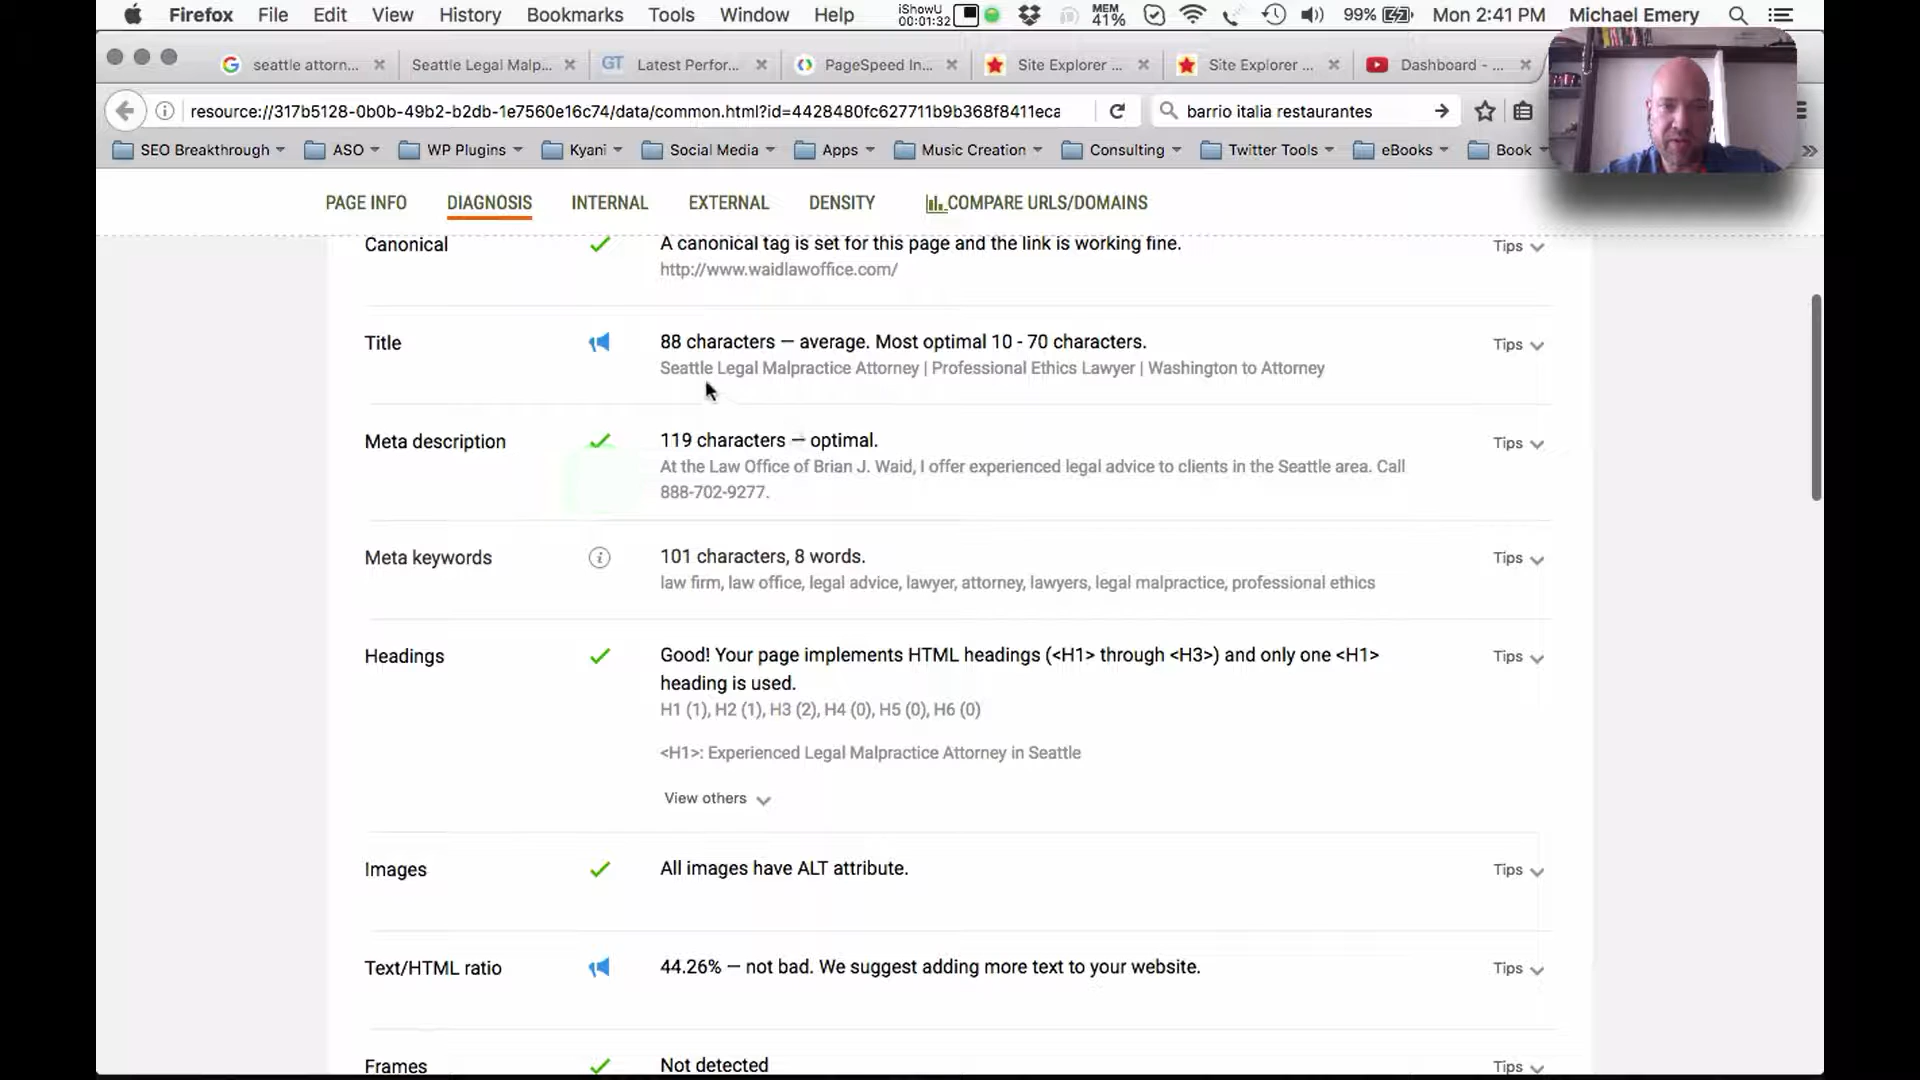 Firefox File Edit View History Bookmarks Tools Window Help iShowU 00:01:32 MEM 41% 99% Mon 2:41 PM Michael Emery
seattle attorn... Seattle Legal Malp... GT Latest Perfor... PageSpeed In... Site Explorer ... Site Explorer ... Dashboard - ...
resource://317b5128-0b0b-49b2-b2db-1e7560e16c74/data/common.html?id=4428480fc627711b9b368f8411eca barrio italia restaurantes
SEO Breakthrough ASO WP Plugins Kyani Social Media Apps Music Creation Consulting Twitter Tools eBooks Book
PAGE INFO DIAGNOSIS INTERNAL EXTERNAL DENSITY COMPARE URLS/DOMAINS
Canonical A canonical tag is set for this page and the link is working fine. Tips
http://www.waidlawoffice.com/
Title 88 characters — average. Most optimal 10 - 70 characters. Tips
Seattle Legal Malpractice Attorney | Professional Ethics Lawyer | Washington to Attorney
Meta description 119 characters — optimal. Tips
At the Law Office of Brian J. Waid, I offer experienced legal advice to clients in the Seattle area. Call
888-702-9277.
Meta keywords 101 characters, 8 words. Tips
law firm, law office, legal advice, lawyer, attorney, lawyers, legal malpractice, professional ethics
Headings Good! Your page implements HTML headings (<H1> through <H3>) and only one <H1> Tips
heading is used.
H1 (1), H2 (1), H3 (2), H4 (0), H5 (0), H6 (0)
<H1>: Experienced Legal Malpractice Attorney in Seattle
View others
Images All images have ALT attribute. Tips
Text/HTML ratio 44.26% — not bad. We suggest adding more text to your website. Tips
Frames Not detected Tips